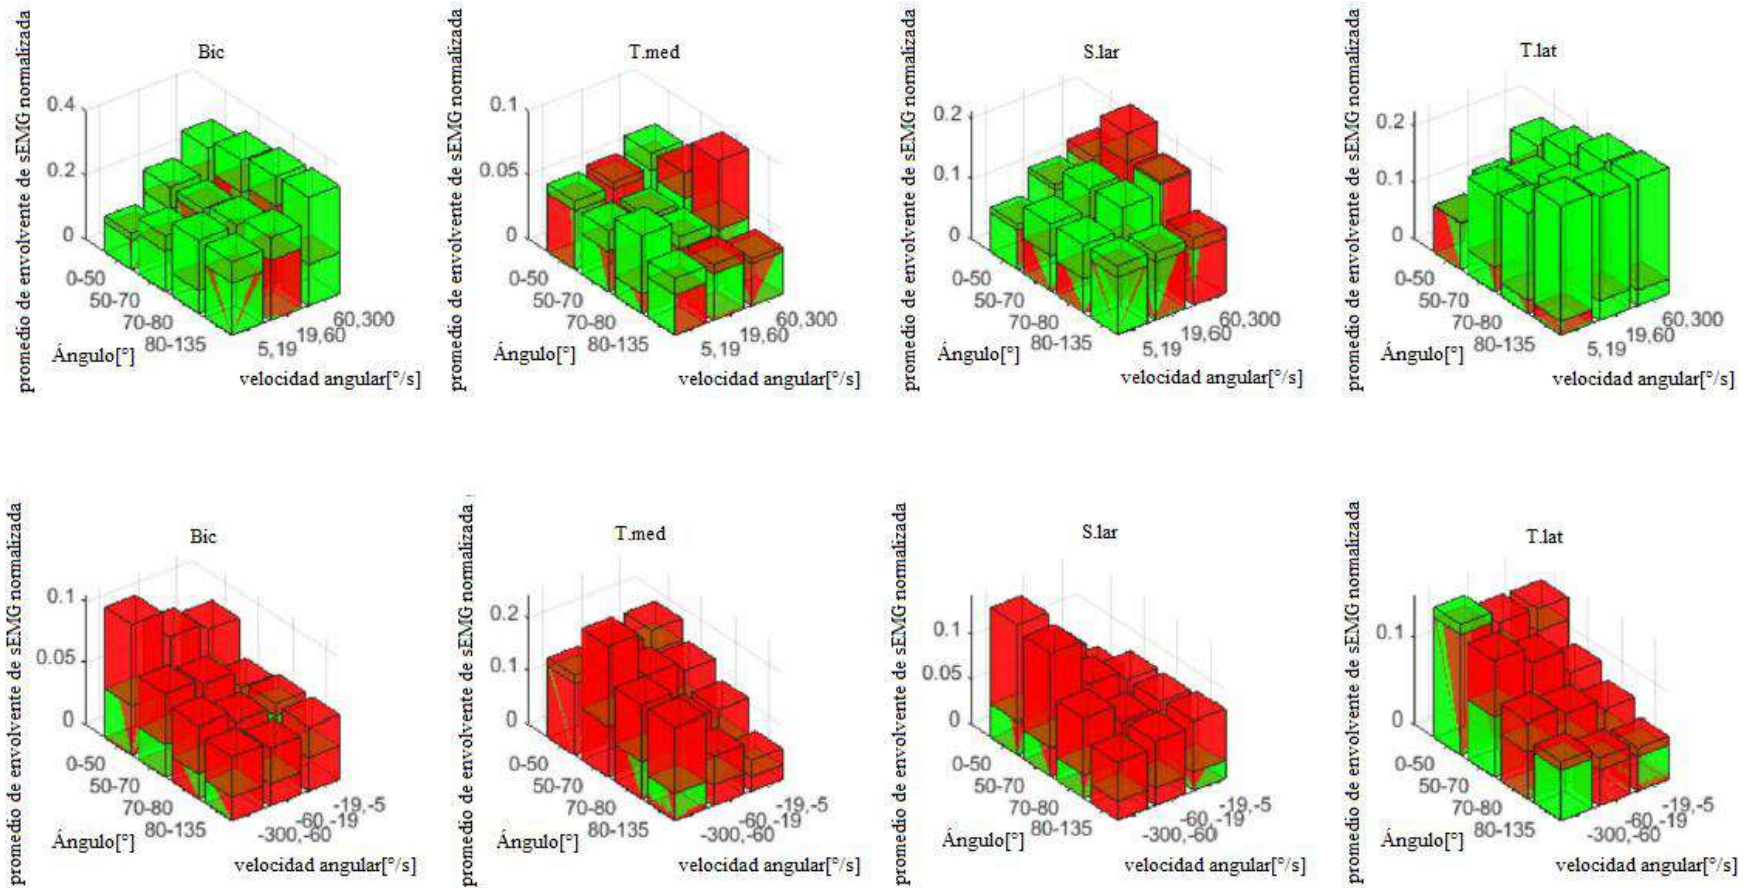 promedio de envolvente de sEMG normalizada
Bic
0.4
0.2
0
0-50
50-70
70-80
80-135
Ángulo[°]
5,19
19,60
60,300
velocidad angular[°/s]
promedio de envolvente de sEMG normalizada
T.med
0.1
0.05
0
0-50
50-70
70-80
80-135
Ángulo[°]
5,19
19,60
60,300
velocidad angular[°/s]
promedio de envolvente de sEMG normalizada
S.lar
0.2
0.1
0
0-50
50-70
70-80
80-135
Ángulo[°]
5,19
19,60
60,300
velocidad angular[°/s]
promedio de envolvente de sEMG normalizada
T.lat
0.2
0.1
0
0-50
50-70
70-80
80-135
Ángulo[°]
5,19
19,60
60,300
velocidad angular[°/s]
promedio de envolvente de sEMG normalizada
Bic
0.1
0.05
0
0-50
50-70
70-80
80-135
Ángulo[°]
-300,-60
-60,-19
-19,-5
velocidad angular[°/s]
promedio de envolvente de sEMG normalizada
T.med
0.2
0.1
0
0-50
50-70
70-80
80-135
Ángulo[°]
-300,-60
-60,-19
-19,-5
velocidad angular[°/s]
promedio de envolvente de sEMG normalizada
S.lar
0.1
0.05
0
0-50
50-70
70-80
80-135
Ángulo[°]
-300,-60
-60,-19
-19,-5
velocidad angular[°/s]
promedio de envolvente de sEMG normalizada
T.lat
0.1
0
0-50
50-70
70-80
80-135
Ángulo[°]
-300,-60
-60,-19
-19,-5
velocidad angular[°/s]